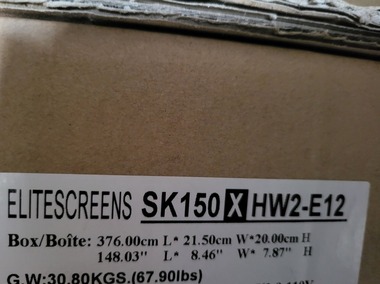 ELITESCREENS SK150XHW2-E12
Box/Boîte: 376.00cm L* 21.50cm W*20.00cm H
148.03" L* 8.46" W* 7.87" H
G.W:30.80KGS.(67.90lbs)